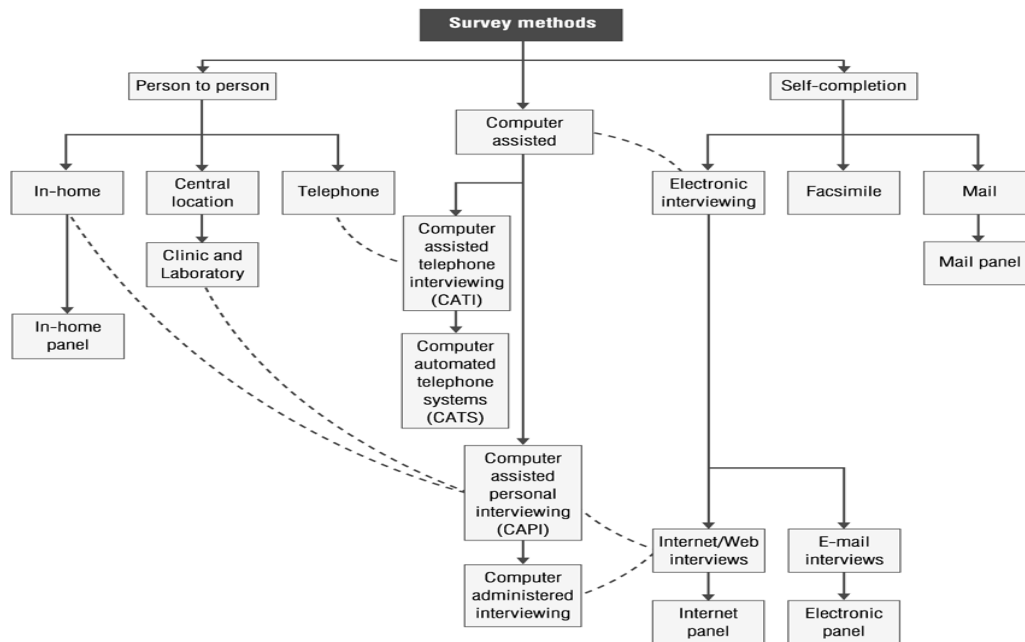 Survey methods
Person to person
Self-completion
Computer
assisted
In-home
Central
location
Telephone
Electronic
interviewing
Facsimile
Mail
Computer
assisted
telephone
interviewing
(CATI)
Clinic and
Laboratory
Mail panel
In-home
panel
Computer
automated
telephone
systems
(CATS)
Computer
assisted
personal
interviewing
(CAPI)
Internet/Web
interviews
E-mail
interviews
Computer
administered
interviewing
Internet
panel
Electronic
panel